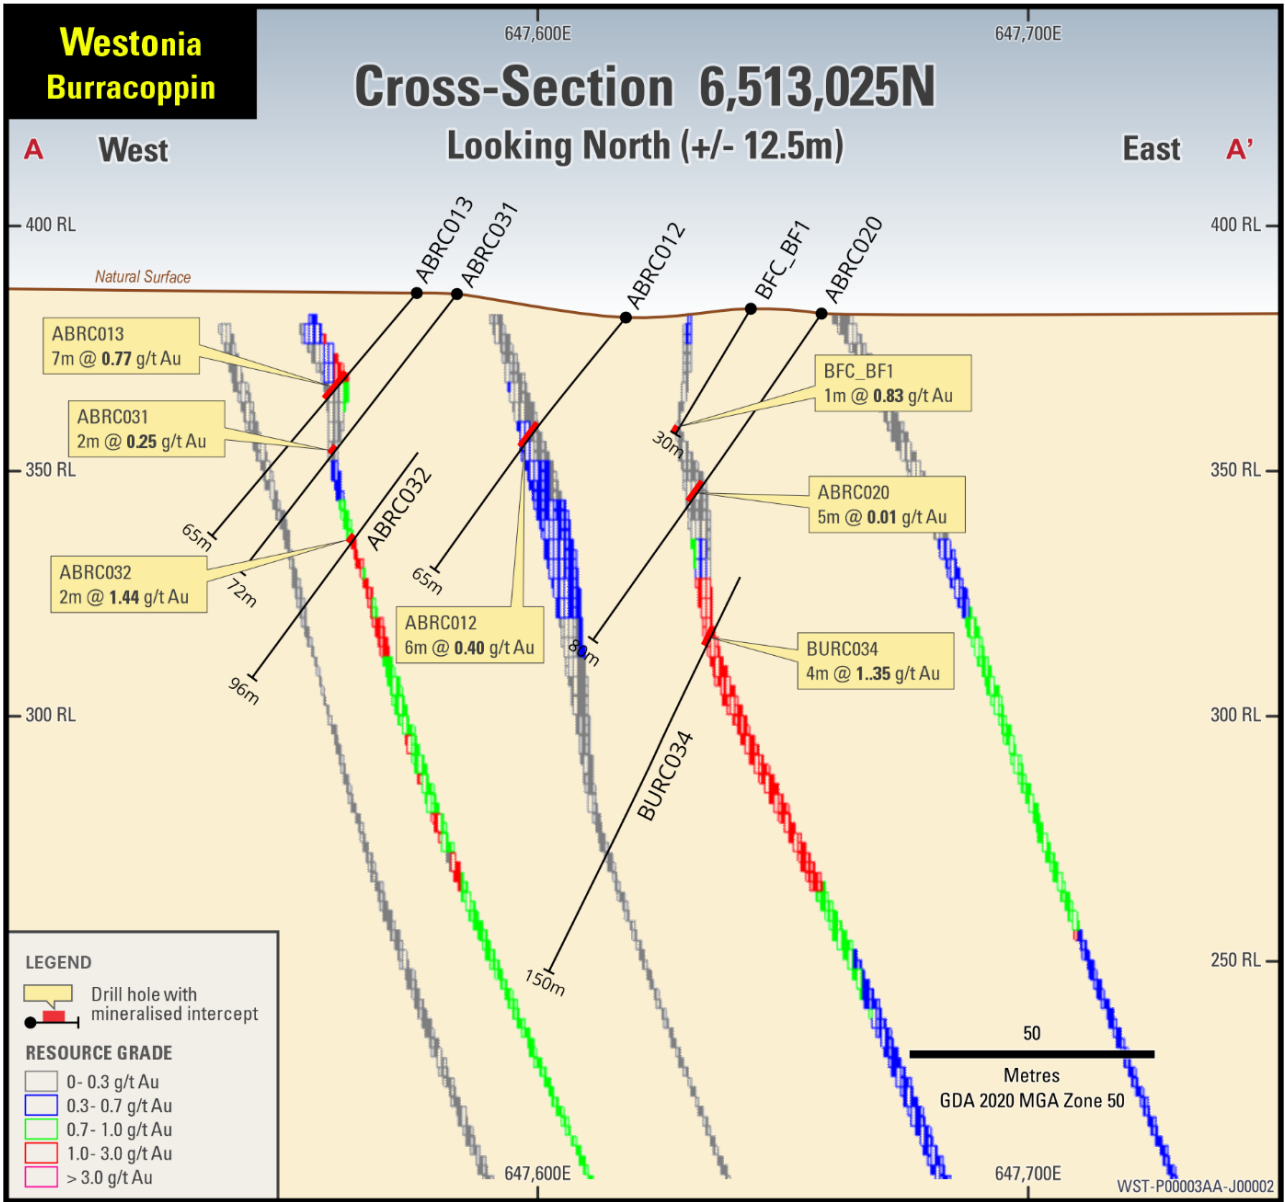 Westonia
Burracoppin
647,600E
647,700E
Cross-Section 6,513,025N
Looking North (+/- 12.5m)
A
West
East
A’
400 RL
400 RL
ABRC013
ABRC031
ABRC012
BFC_BF1
ABRC020
Natural Surface
ABRC013
7m @ 0.77 g/t Au
BFC_BF1
1m @ 0.83 g/t Au
ABRC031
2m @ 0.25 g/t Au
30m
350 RL
350 RL
ABRC032
ABRC020
5m @ 0.01 g/t Au
65m
72m
65m
ABRC032
2m @ 1.44 g/t Au
ABRC012
6m @ 0.40 g/t Au
80m
BURC034
4m @ 1..35 g/t Au
96m
300 RL
300 RL
BURC034
150m
250 RL
250 RL
LEGEND
Drill hole with
mineralised intercept
RESOURCE GRADE
0- 0.3 g/t Au
0.3- 0.7 g/t Au
0.7- 1.0 g/t Au
1.0- 3.0 g/t Au
> 3.0 g/t Au
50
Metres
GDA 2020 MGA Zone 50
647,600E
647,700E
WST-P00003AA-J00002